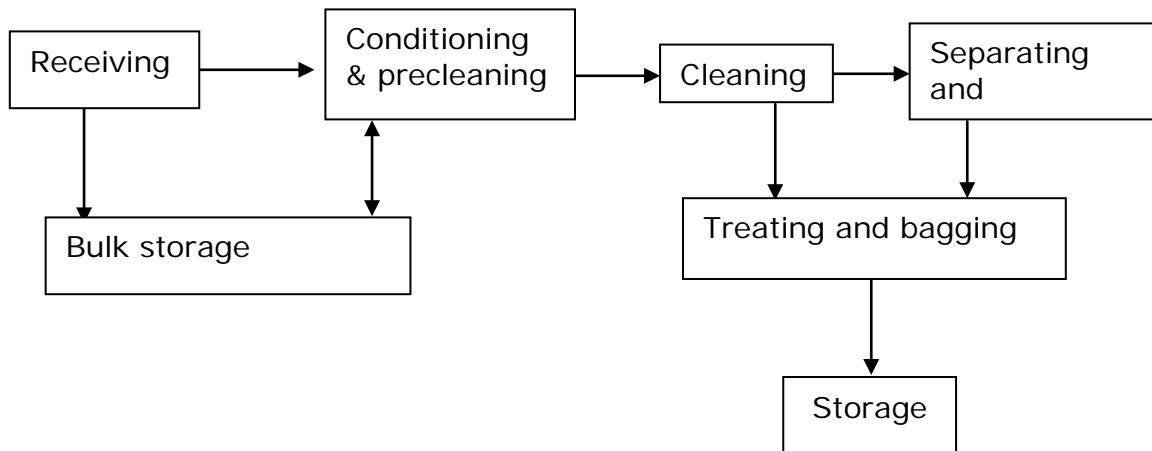 Receiving
Conditioning
& precleaning
Cleaning
Separating
and
Bulk storage
Treating and bagging
Storage